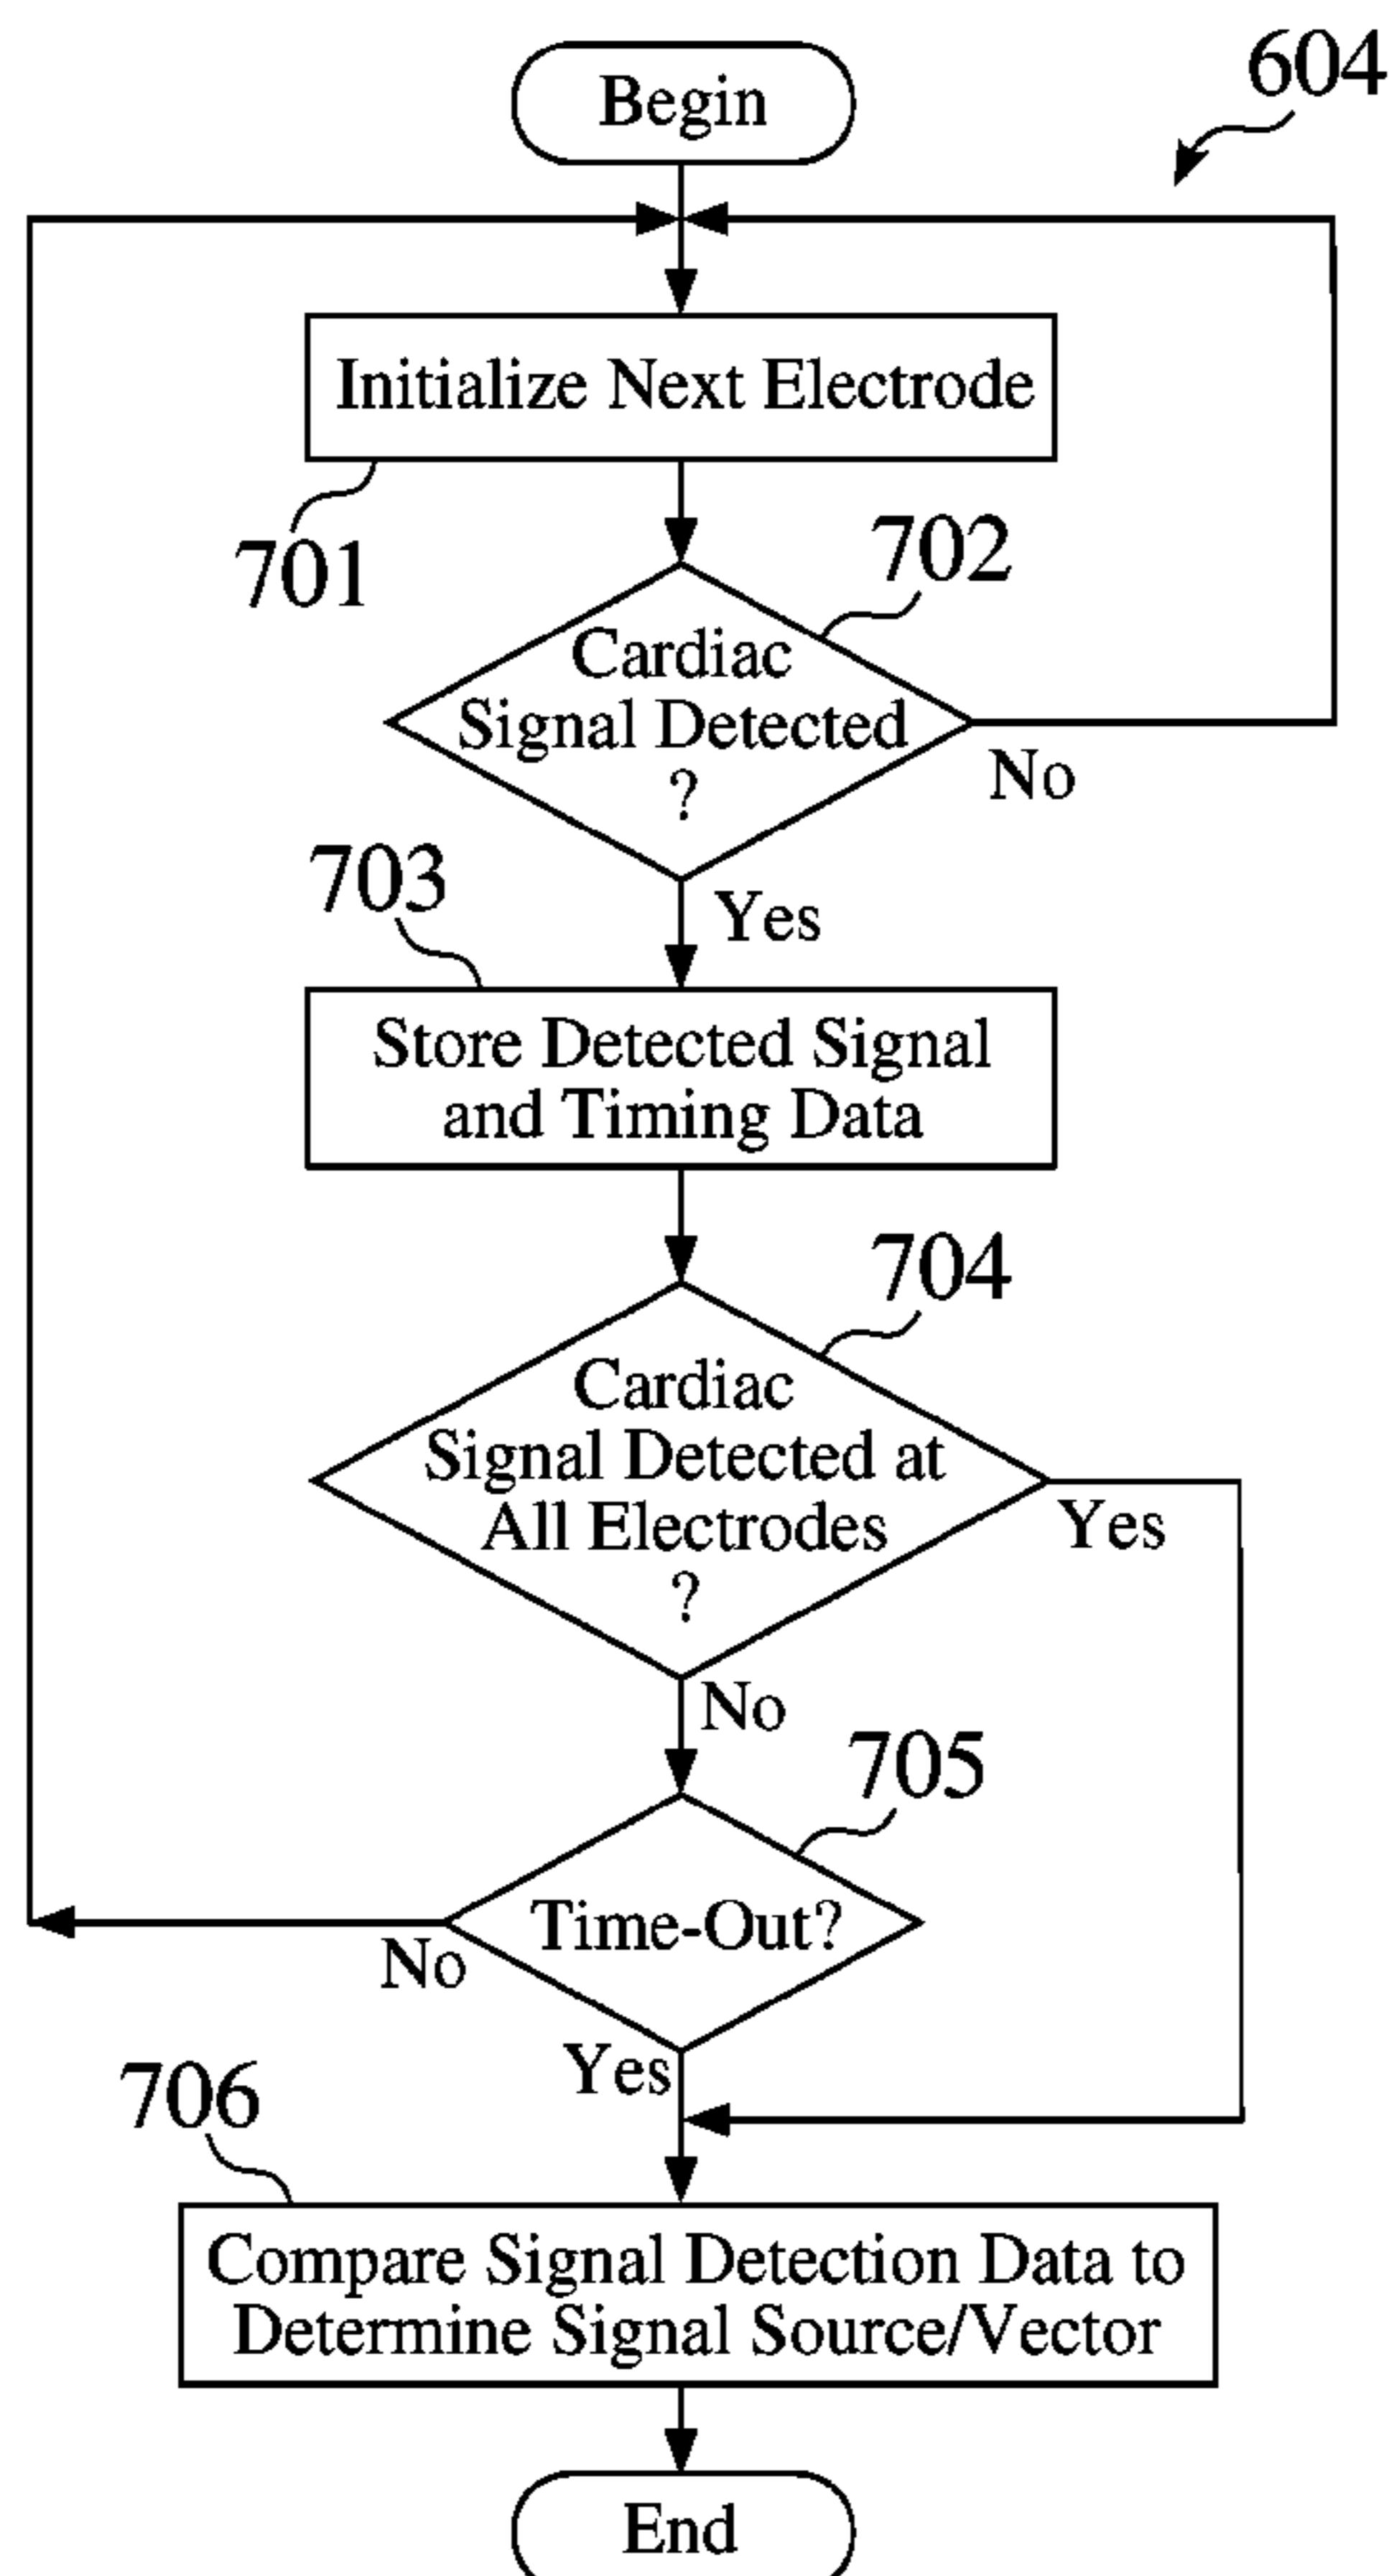 Begin
604
Initialize Next Electrode
701
702
Cardiac
Signal Detected
?
No
Yes
703
Store Detected Signal
and Timing Data
704
Cardiac
Signal Detected at
All Electrodes
?
Yes
No
705
Time-Out?
No
Yes
706
Compare Signal Detection Data to
Determine Signal Source/Vector
End